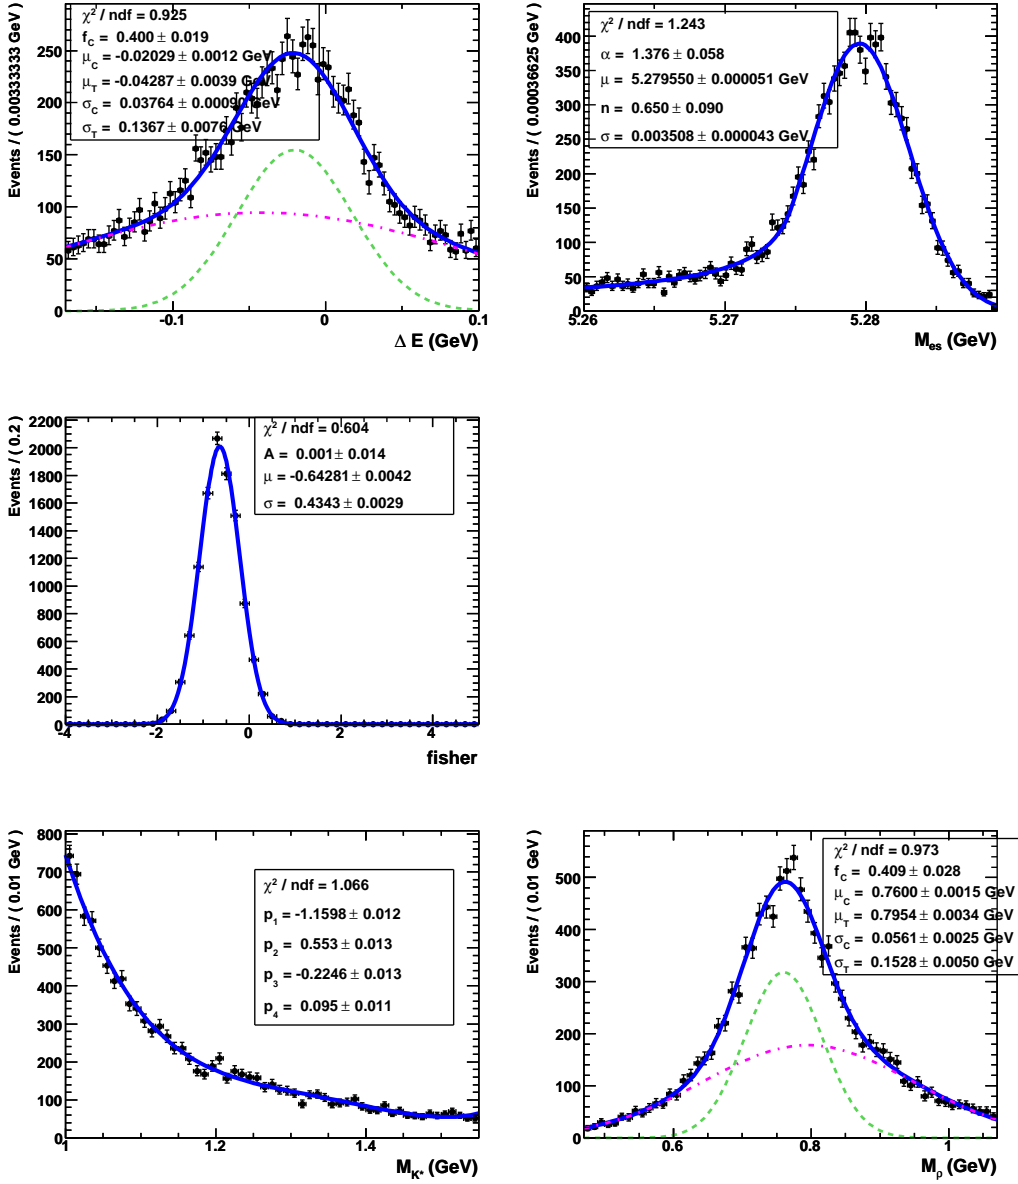 χ² / ndf = 0.925
f_C = 0.400 ± 0.019
μ_C = -0.02029 ± 0.0012 GeV
μ_T = -0.04287 ± 0.0039 GeV
σ_C = 0.03764 ± 0.00090 GeV
σ_T = 0.1367 ± 0.0076 GeV
Events / ( 0.00333333 GeV )
0 50 100 150 200 250
-0.1 0 0.1
Δ E (GeV)
χ² / ndf = 1.243
α = 1.376 ± 0.058
μ = 5.279550 ± 0.000051 GeV
n = 0.650 ± 0.090
σ = 0.003508 ± 0.000043 GeV
Events / ( 0.00036625 GeV )
0 50 100 150 200 250 300 350 400
5.26 5.27 5.28
M_es (GeV)
χ² / ndf = 0.604
A = 0.001 ± 0.014
μ = -0.64281 ± 0.0042
σ = 0.4343 ± 0.0029
Events / ( 0.2 )
0 200 400 600 800 1000 1200 1400 1600 1800 2000 2200
-4 -2 0 2 4
fisher
χ² / ndf = 1.066
p_1 = -1.1598 ± 0.012
p_2 = 0.553 ± 0.013
p_3 = -0.2246 ± 0.013
p_4 = 0.095 ± 0.011
Events / ( 0.01 GeV )
0 100 200 300 400 500 600 700 800
1 1.2 1.4
M_K* (GeV)
χ² / ndf = 0.973
f_C = 0.409 ± 0.028
μ_C = 0.7600 ± 0.0015 GeV
μ_T = 0.7954 ± 0.0034 GeV
σ_C = 0.0561 ± 0.0025 GeV
σ_T = 0.1528 ± 0.0050 GeV
Events / ( 0.01 GeV )
0 100 200 300 400 500
0.6 0.8 1
M_ρ (GeV)